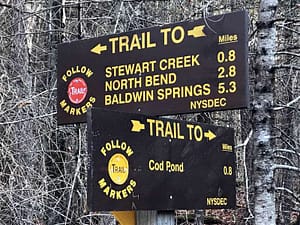 TRAIL TO
Miles
STEWART CREEK 0.8
NORTH BEND 2.8
BALDWIN SPRINGS 5.3
NYSDEC
FOLLOW
TRAIL
MARKERS
TRAIL TO
Miles
Cod Pond 0.8
NYSDEC
FOLLOW
TRAIL
MARKERS